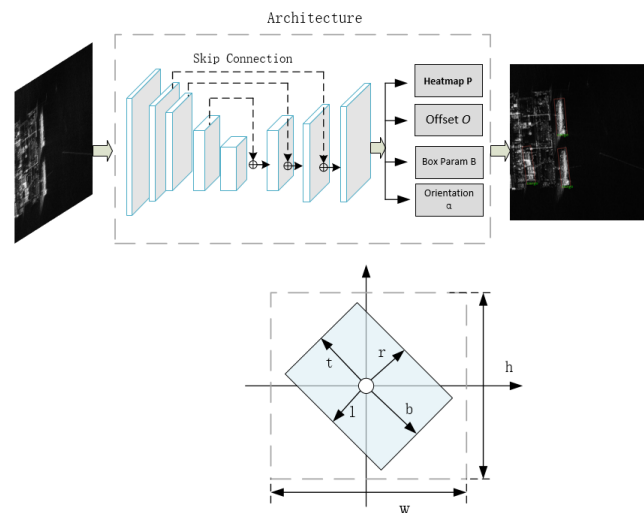 Architecture
Skip Connection
Heatmap P
Offset O
Box Param B
Orientation
α
t
r
h
l
b
w